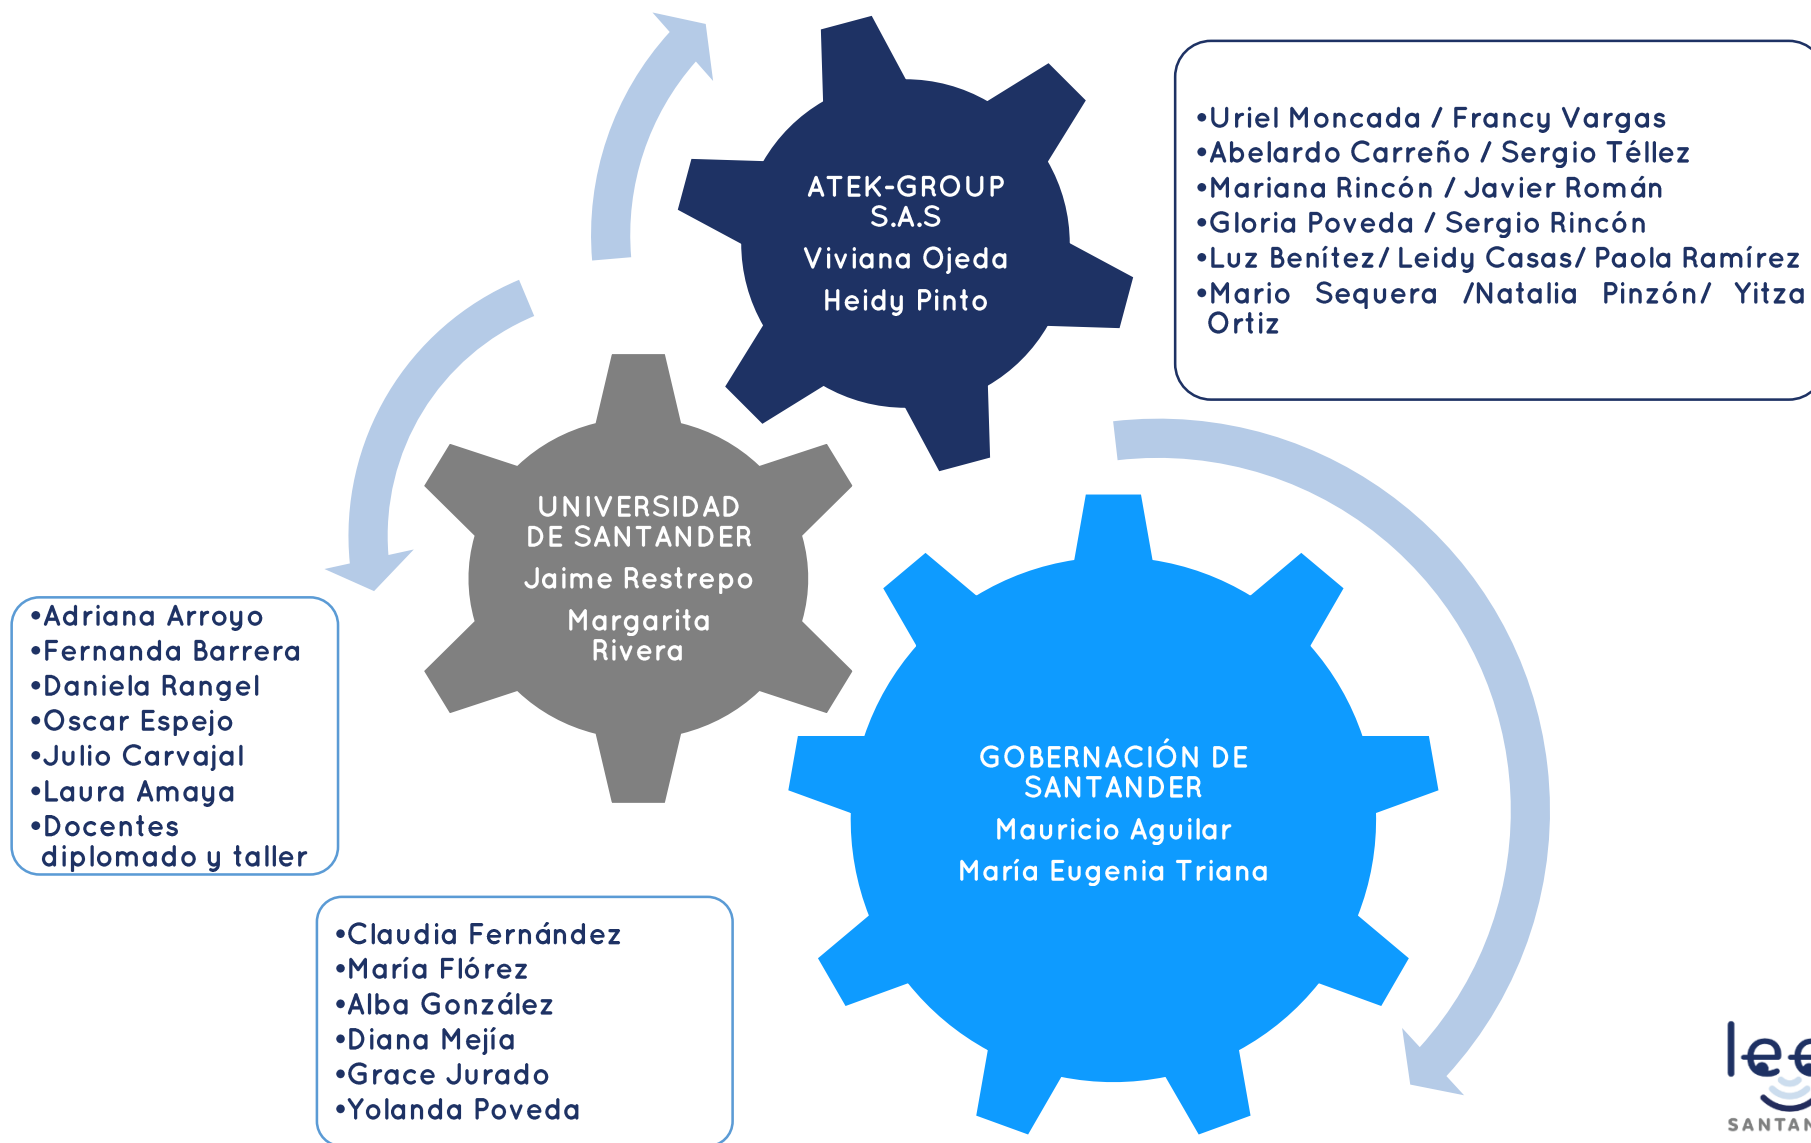 ATEK-GROUP
S.A.S
Viviana Ojeda
Heidy Pinto
•Uriel Moncada / Francy Vargas
•Abelardo Carreño / Sergio Téllez
•Mariana Rincón / Javier Román
•Gloria Poveda / Sergio Rincón
•Luz Benítez/ Leidy Casas/ Paola Ramírez
•Mario Sequera /Natalia Pinzón/ Yitza
Ortiz
UNIVERSIDAD
DE SANTANDER
Jaime Restrepo
Margarita
Rivera
•Adriana Arroyo
•Fernanda Barrera
•Daniela Rangel
•Oscar Espejo
•Julio Carvajal
•Laura Amaya
•Docentes
diplomado y taller
GOBERNACIÓN DE
SANTANDER
Mauricio Aguilar
María Eugenia Triana
•Claudia Fernández
•María Flórez
•Alba González
•Diana Mejía
•Grace Jurado
•Yolanda Poveda